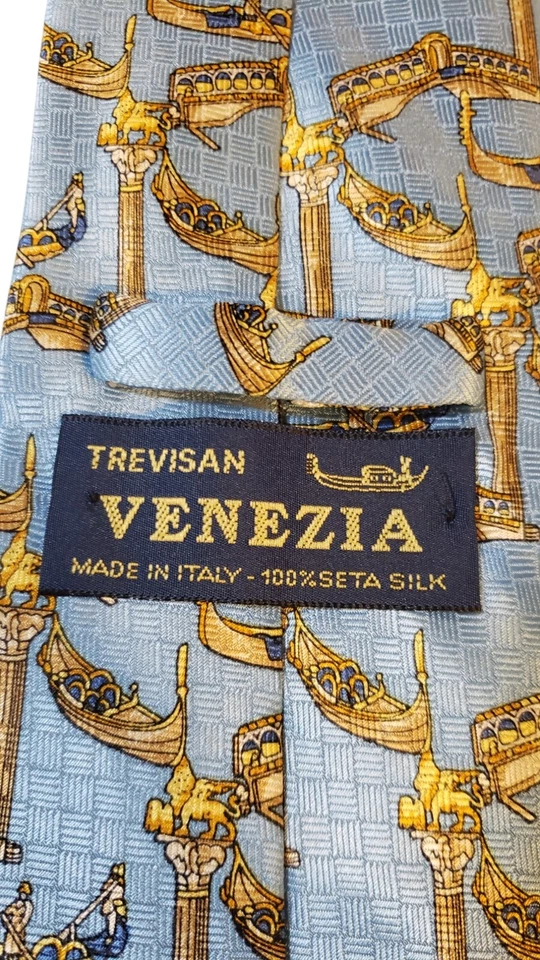 TREVISAN
VENEZIA
MADE IN ITALY - 100% SETA SILK